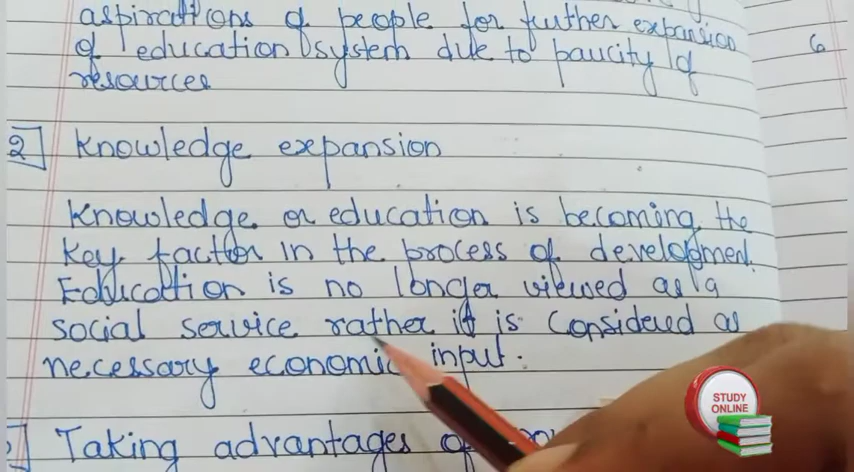 aspirations of people for further expansion
of education system due to paucity of
resources
6
2] Knowledge expansion
Knowledge or education is becoming the
key factor in the process of development.
Education is no longer viewed as a
social service rather it is considered as
necessary economic input.
Taking advantages of
STUDY
ONLINE